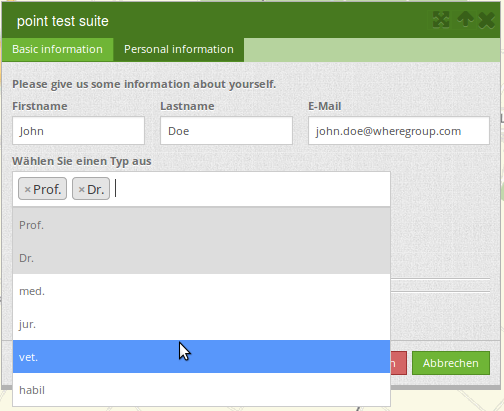 point test suite
Basic information Personal information
Please give us some information about yourself.
Firstname Lastname E-Mail
John Doe john.doe@wheregroup.com
Wählen Sie einen Typ aus
×Prof. ×Dr.
Prof.
Dr.
med.
jur.
vet.
n Abbrechen
habil